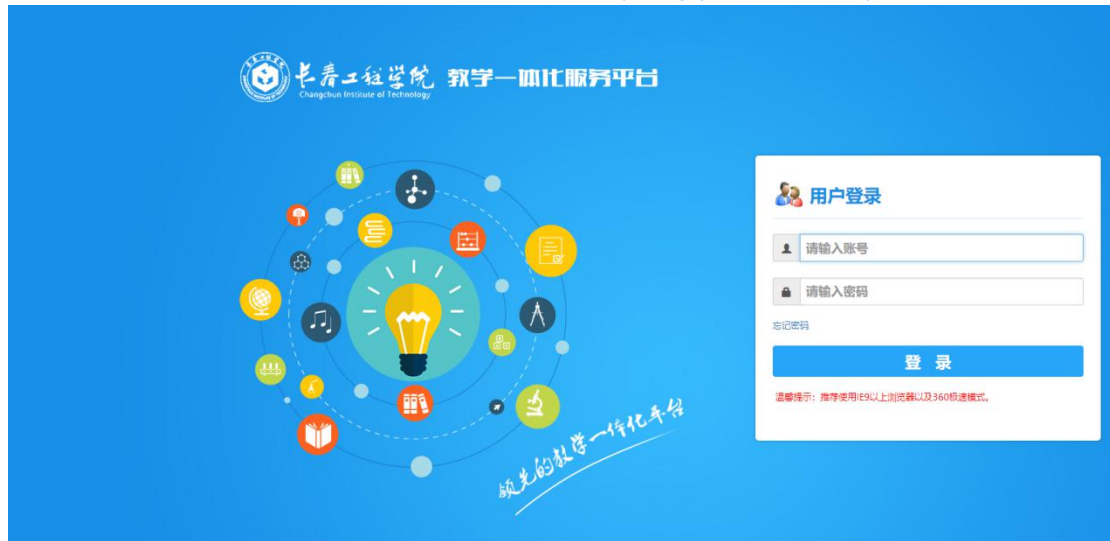 长春工程学院 教学一体化服务平台
Changchun Institute of Technology
用户登录
请输入账号
请输入密码
忘记密码
登 录
温馨提示：推荐使用IE9以上浏览器以及360极速模式。
领先的教学一体化平台